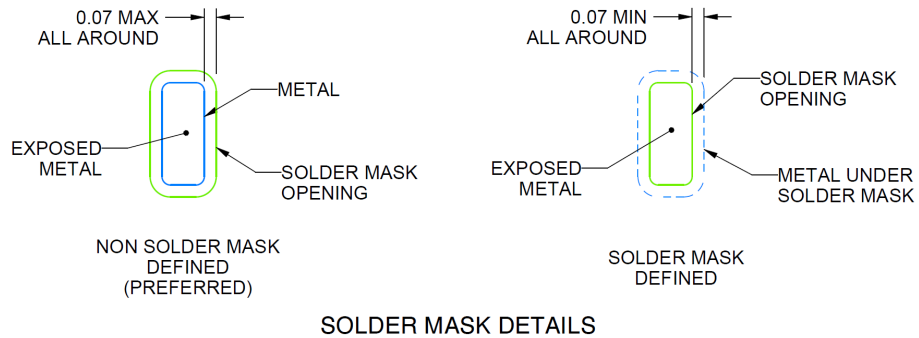 0.07 MAX
ALL AROUND
METAL
EXPOSED
METAL
SOLDER MASK
OPENING
NON SOLDER MASK
DEFINED
(PREFERRED)
0.07 MIN
ALL AROUND
SOLDER MASK
OPENING
EXPOSED
METAL
METAL UNDER
SOLDER MASK
SOLDER MASK
DEFINED
SOLDER MASK DETAILS